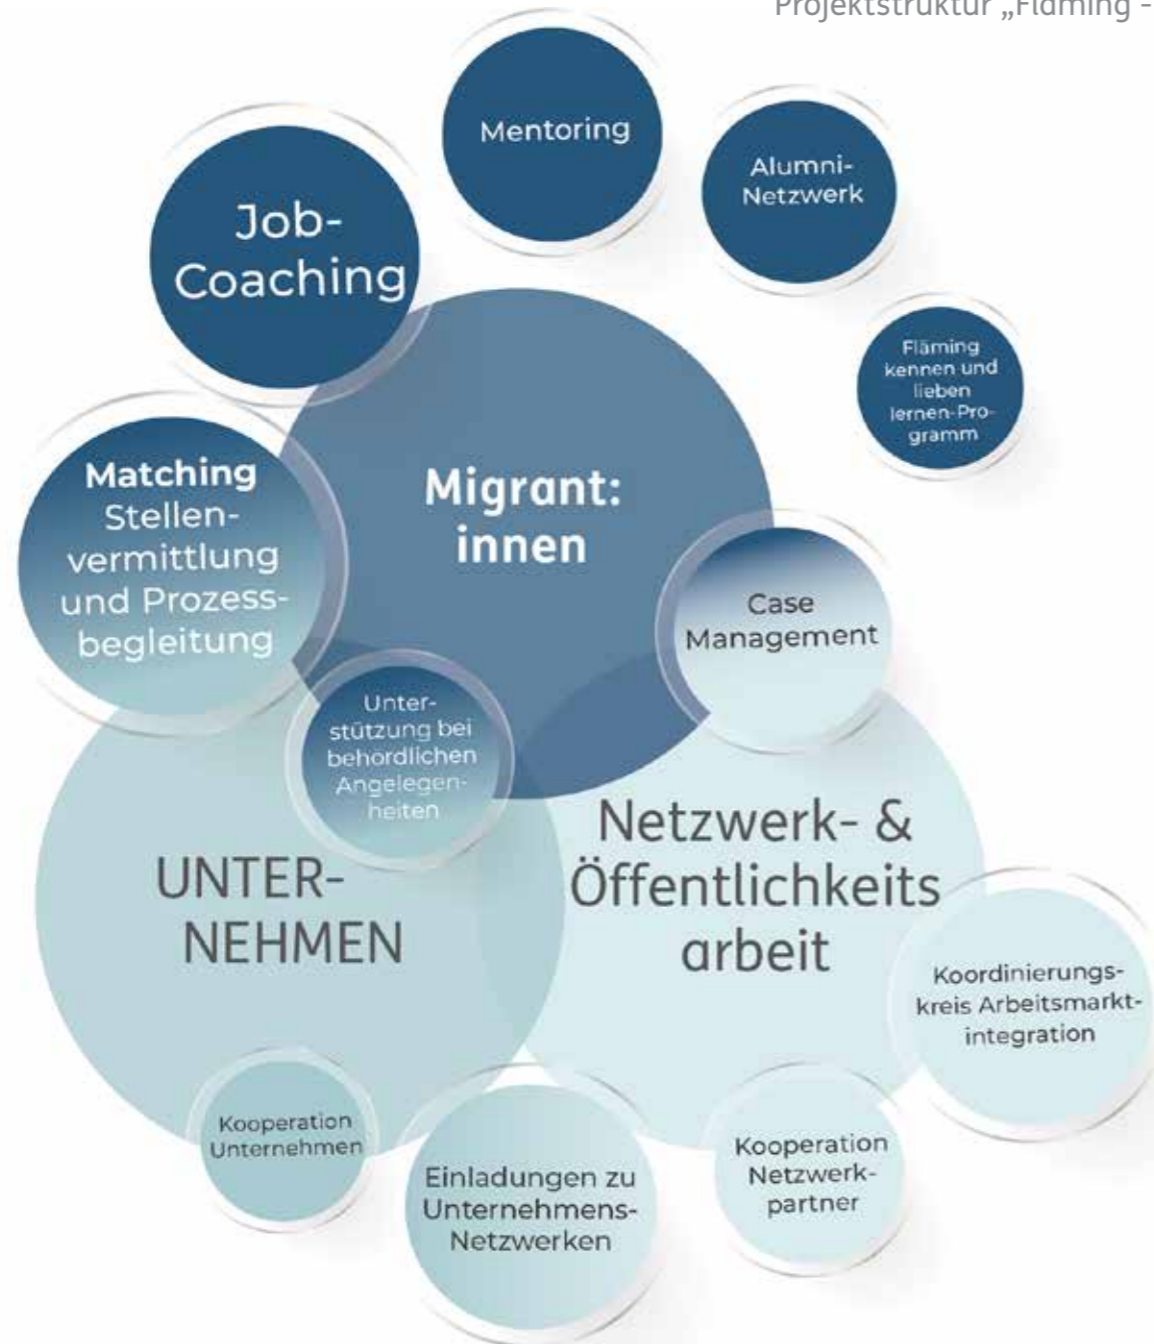 Projektstruktur „Fläming -
Mentoring
Alumni-
Netzwerk
Job-
Coaching
Fläming
kennen und
lieben
lernen-Pro-
gramm
Matching
Stellen-
vermittlung
und Prozess-
begleitung
Migrant:
innen
Case
Management
Unter-
stützung bei
behördlichen
Angelegen-
heiten
UNTER-
NEHMEN
Netzwerk- &
Öffentlichkeits
arbeit
Koordinierungs-
kreis Arbeitsmarkt-
integration
Kooperation
Unternehmen
Einladungen zu
Unternehmens-
Netzwerken
Kooperation
Netzwerk-
partner